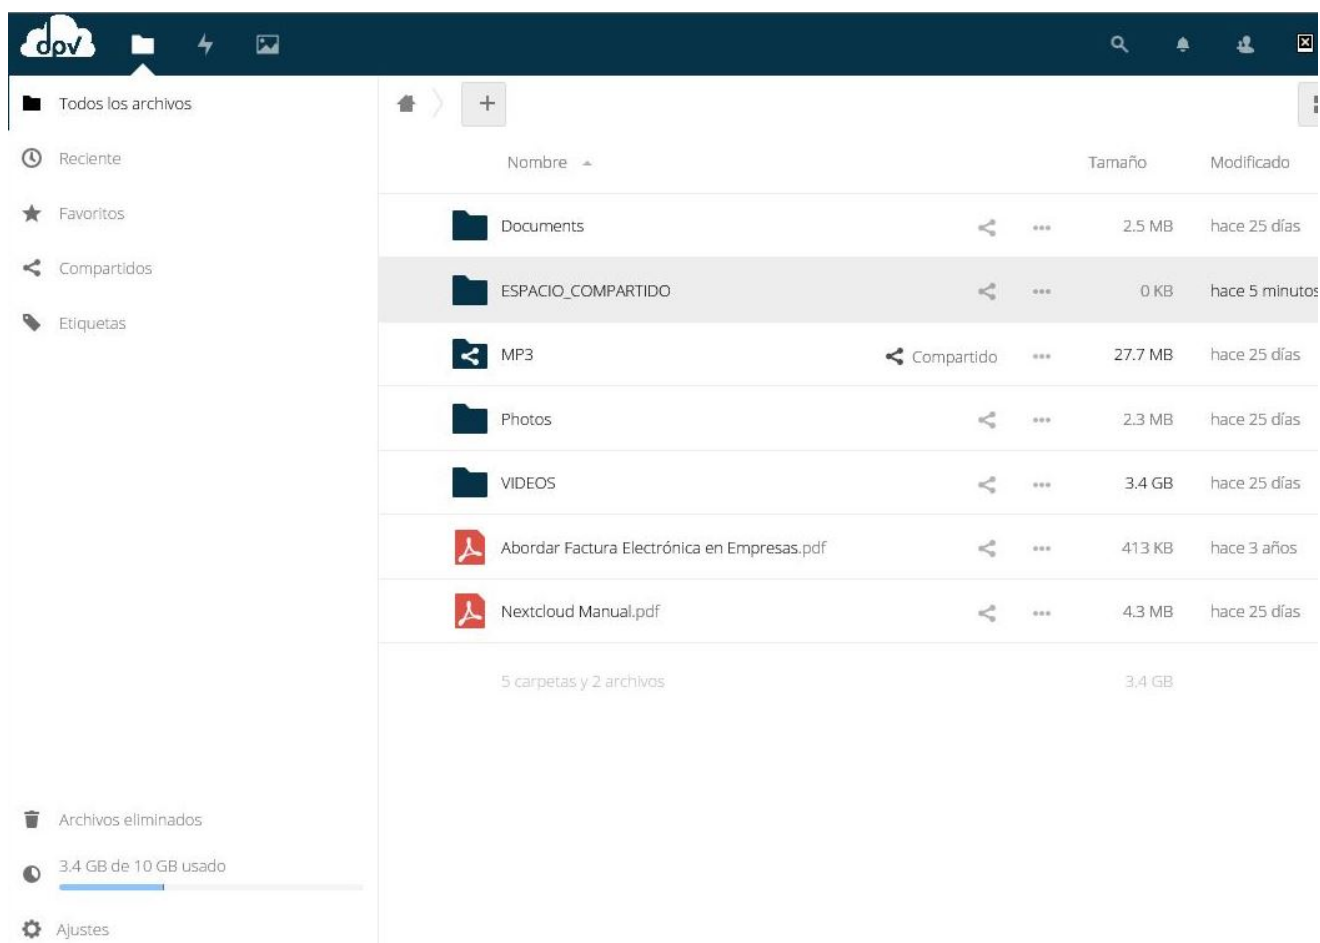 dpv
Todos los archivos
Reciente
Favoritos
Compartidos
Etiquetas
Nombre Tamaño Modificado
Documents 2.5 MB hace 25 días
ESPACIO_COMPARTIDO 0 KB hace 5 minutos
MP3 Compartido 27.7 MB hace 25 días
Photos 2.3 MB hace 25 días
VIDEOS 3.4 GB hace 25 días
Abordar Factura Electrónica en Empresas.pdf 413 KB hace 3 años
Nextcloud Manual.pdf 4.3 MB hace 25 días
5 carpetas y 2 archivos 3.4 GB
Archivos eliminados
3.4 GB de 10 GB usado
Ajustes